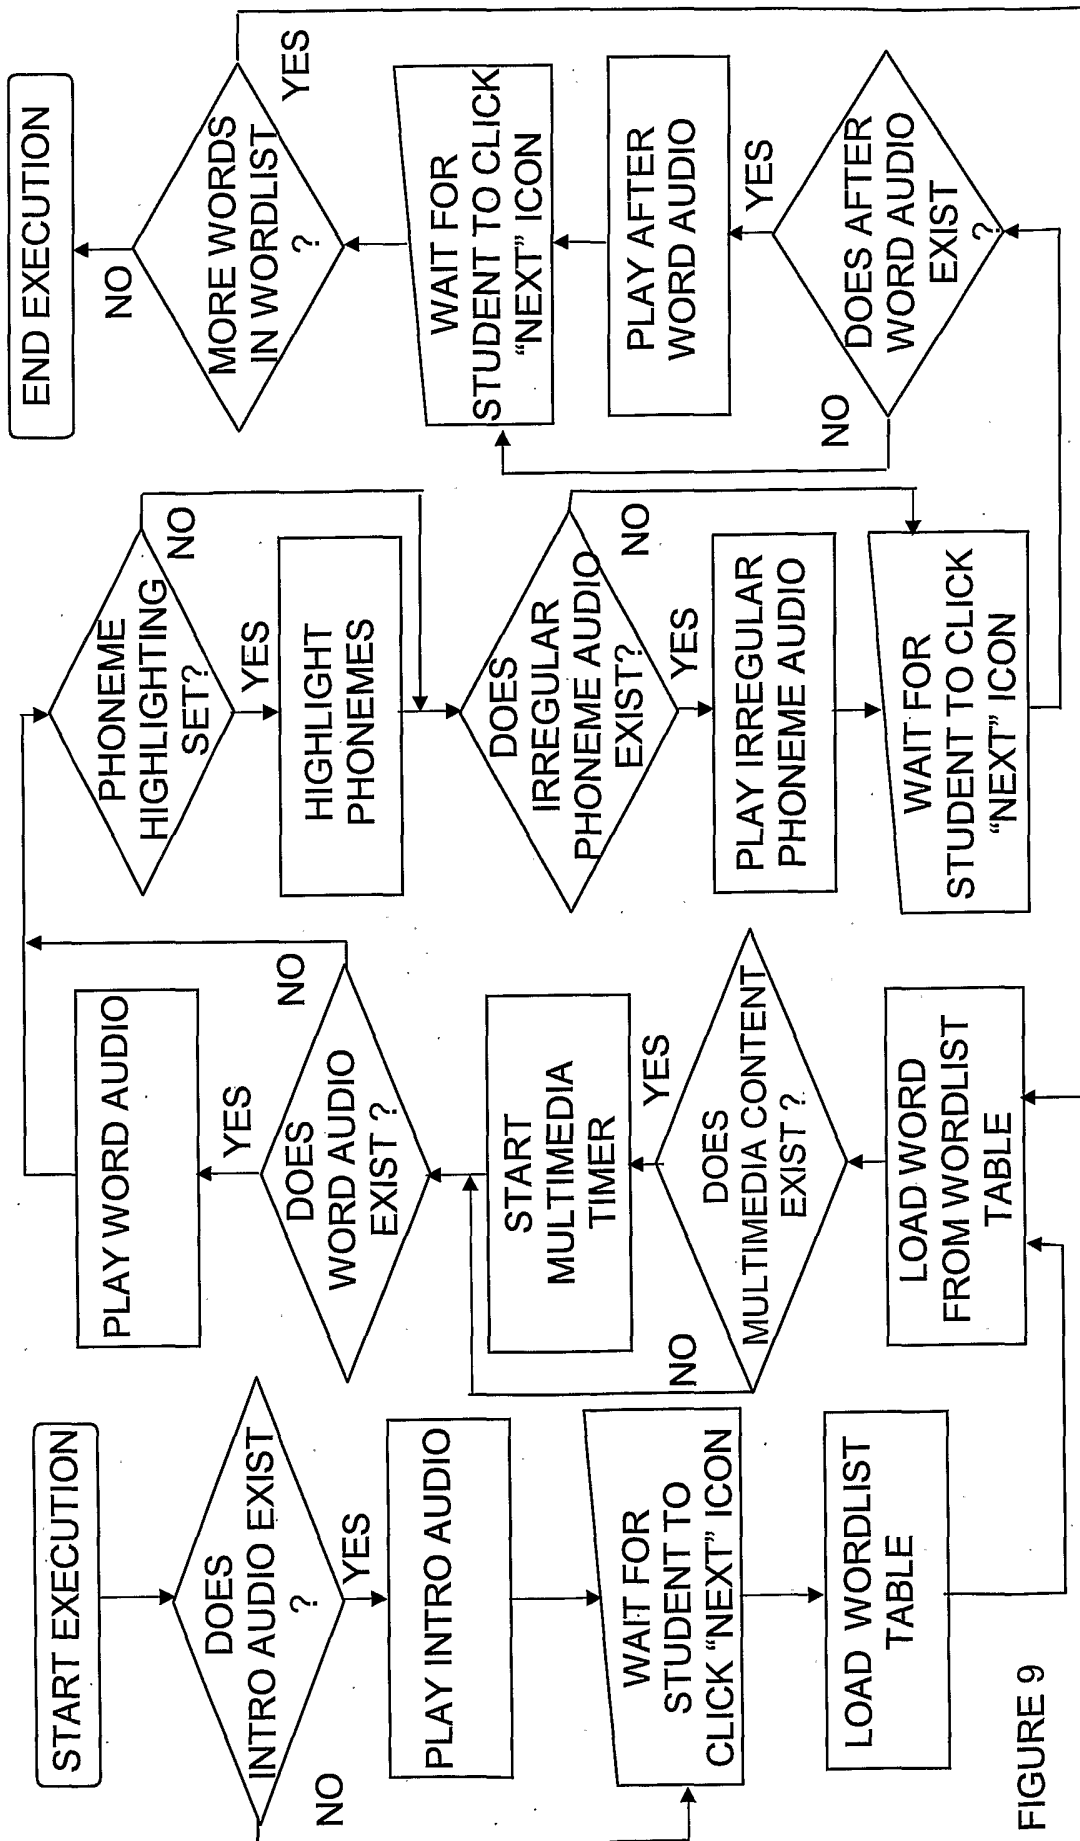 START EXECUTION
DOES
INTRO AUDIO EXIST
?
NO
YES
PLAY INTRO AUDIO
WAIT FOR
STUDENT TO
CLICK “NEXT” ICON
LOAD WORDLIST
TABLE
LOAD WORD
FROM WORDLIST
TABLE
DOES
MULTIMEDIA CONTENT
EXIST ?
NO
YES
START
MULTIMEDIA
TIMER
DOES
WORD AUDIO
EXIST ?
NO
YES
PLAY WORD AUDIO
PHONEME
HIGHLIGHTING
SET?
NO
YES
HIGHLIGHT
PHONEMES
DOES
IRREGULAR
PHONEME AUDIO
EXIST?
NO
YES
PLAY IRREGULAR
PHONEME AUDIO
WAIT FOR
STUDENT TO CLICK
“NEXT” ICON
DOES AFTER
WORD AUDIO
EXIST
?
NO
YES
PLAY AFTER
WORD AUDIO
WAIT FOR
STUDENT TO CLICK
“NEXT” ICON
MORE WORDS
IN WORDLIST
?
YES
NO
END EXECUTION
FIGURE 9